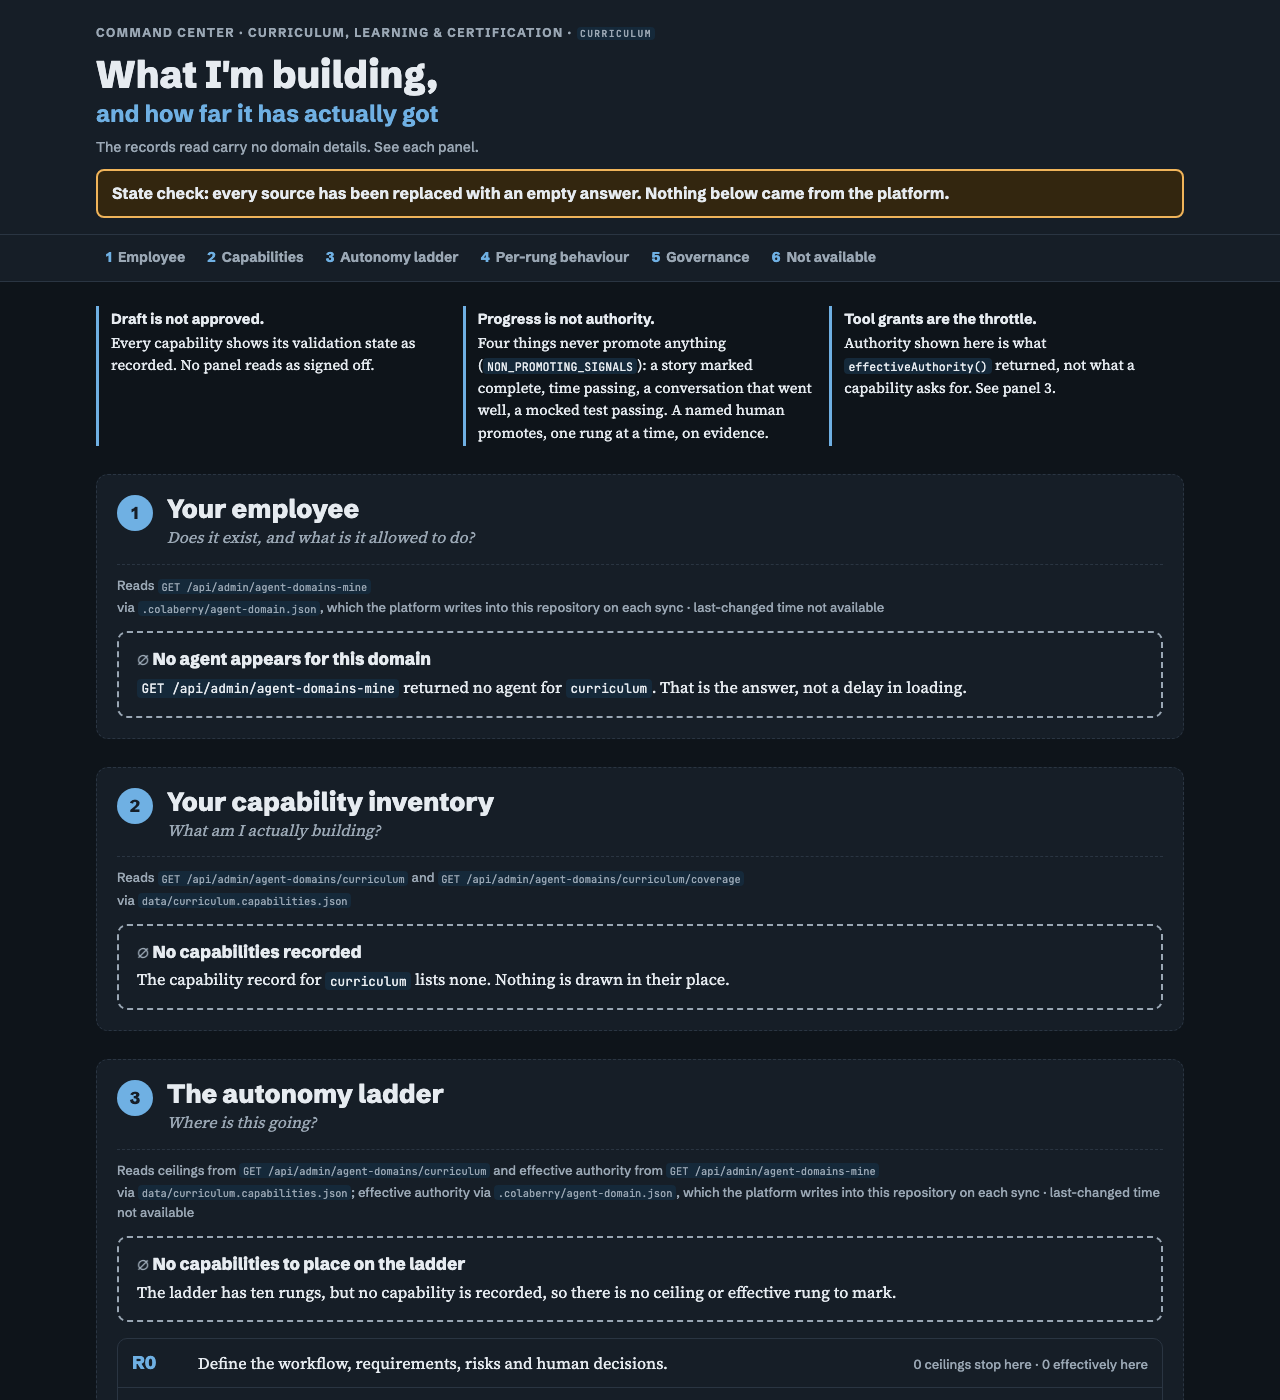 COMMAND CENTER · CURRICULUM, LEARNING & CERTIFICATION · CURRICULUM
What I'm building,
and how far it has actually got
The records read carry no domain details. See each panel.
State check: every source has been replaced with an empty answer. Nothing below came from the platform.
1 Employee 2 Capabilities 3 Autonomy ladder 4 Per-rung behaviour 5 Governance 6 Not available
Draft is not approved.
Every capability shows its validation state as
recorded. No panel reads as signed off.
Progress is not authority.
Four things never promote anything
(NON_PROMOTING_SIGNALS): a story marked
complete, time passing, a conversation that went
well, a mocked test passing. A named human
promotes, one rung at a time, on evidence.
Tool grants are the throttle.
Authority shown here is what
effectiveAuthority() returned, not what a
capability asks for. See panel 3.
1 Your employee
Does it exist, and what is it allowed to do?
Reads GET /api/admin/agent-domains-mine
via .colaberry/agent-domain.json, which the platform writes into this repository on each sync · last-changed time not available
∅ No agent appears for this domain
GET /api/admin/agent-domains-mine returned no agent for curriculum. That is the answer, not a delay in loading.
2 Your capability inventory
What am I actually building?
Reads GET /api/admin/agent-domains/curriculum and GET /api/admin/agent-domains/curriculum/coverage
via data/curriculum.capabilities.json
∅ No capabilities recorded
The capability record for curriculum lists none. Nothing is drawn in their place.
3 The autonomy ladder
Where is this going?
Reads ceilings from GET /api/admin/agent-domains/curriculum and effective authority from GET /api/admin/agent-domains-mine
via data/curriculum.capabilities.json; effective authority via .colaberry/agent-domain.json, which the platform writes into this repository on each sync · last-changed time
not available
∅ No capabilities to place on the ladder
The ladder has ten rungs, but no capability is recorded, so there is no ceiling or effective rung to mark.
R0 Define the workflow, requirements, risks and human decisions. 0 ceilings stop here · 0 effectively here